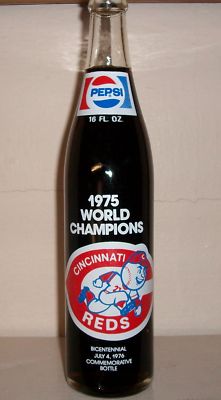 PEPSI
16 FL. OZ.
1975
WORLD
CHAMPIONS
CINCINNATI
REDS
BICENTENNIAL
JULY 4, 1976
COMMEMORATIVE
BOTTLE